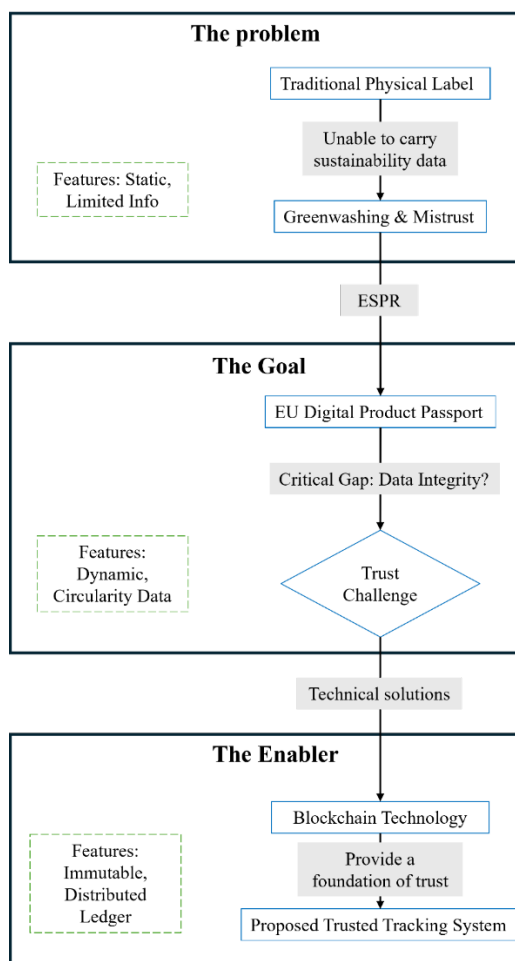 The problem
Traditional Physical Label
Unable to carry
sustainability data
Features: Static,
Limited Info
Greenwashing & Mistrust
ESPR
The Goal
EU Digital Product Passport
Critical Gap: Data Integrity?
Features:
Dynamic,
Circularity Data
Trust
Challenge
Technical solutions
The Enabler
Blockchain Technology
Features:
Immutable,
Distributed
Ledger
Provide a
foundation of trust
Proposed Trusted Tracking System